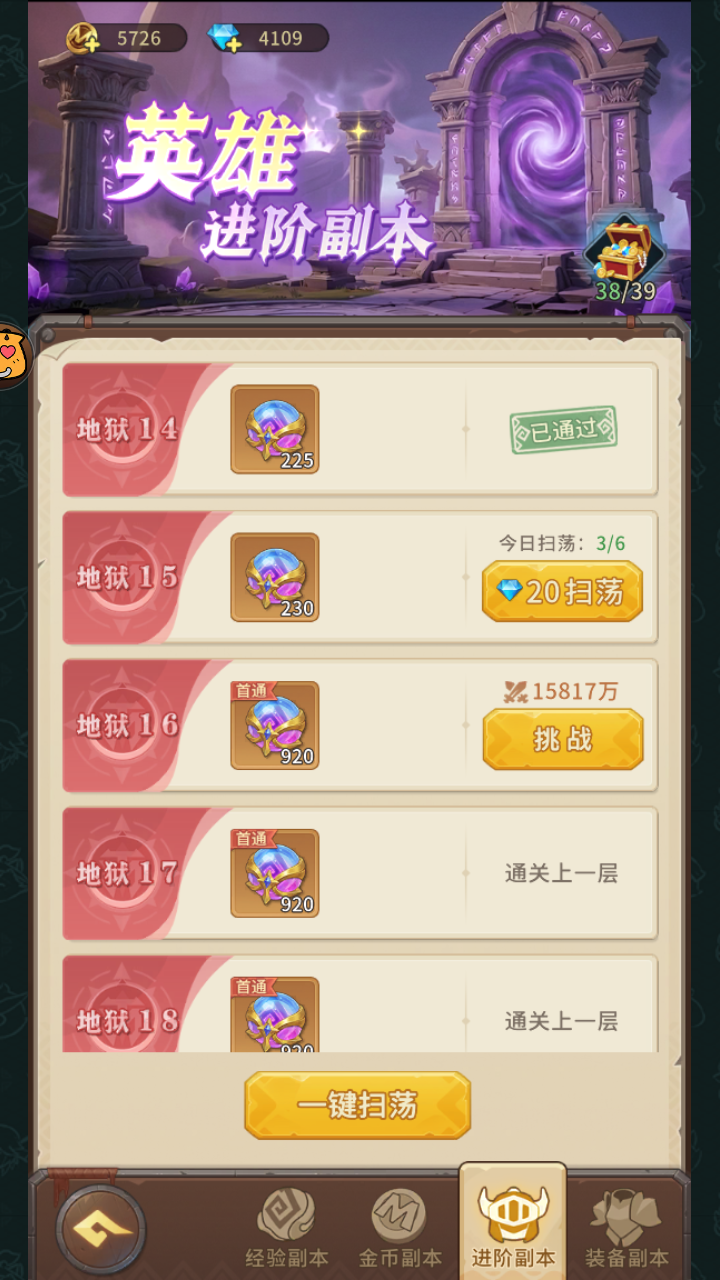 5726
4109
英雄
进阶副本
38/39
地狱14
225
已通过
地狱15
230
今日扫荡：3/6
20扫荡
地狱16
首通
920
15817万
挑战
地狱17
首通
920
通关上一层
地狱18
首通
920
通关上一层
一键扫荡
经验副本
金币副本
进阶副本
装备副本